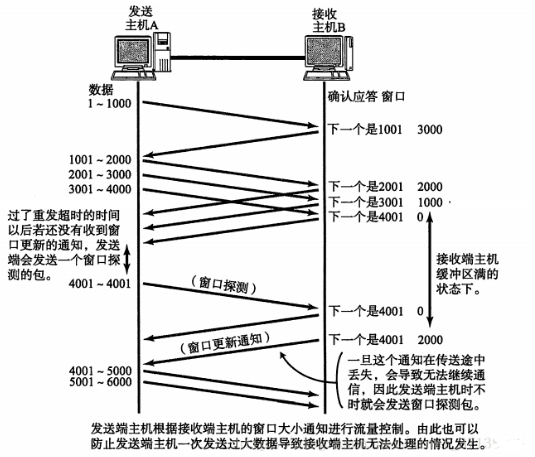 发送
主机A
接收
主机B
数据
确认应答 窗口
1～1000
下一个是1001 3000
1001～2000
2001～3000
3001～4000
下一个是2001 2000
下一个是3001 1000
下一个是4001 0
过了重发超时的时间
以后若还没有收到窗
口更新的通知，发送
端会发送一个窗口探
测的包。
接收端主机
缓冲区满的
状态下。
4001～4001
（窗口探测）
下一个是4001 0
（窗口更新通知）
下一个是4001 2000
一旦这个通知在传送途中
丢失，会导致无法继续通
信，因此发送端主机时不
时就会发送窗口探测包。
4001～5000
5001～6000
发送端主机根据接收端主机的窗口大小通知进行流量控制。由此也可以
防止发送端主机一次发送过大数据导致接收端主机无法处理的情况发生。